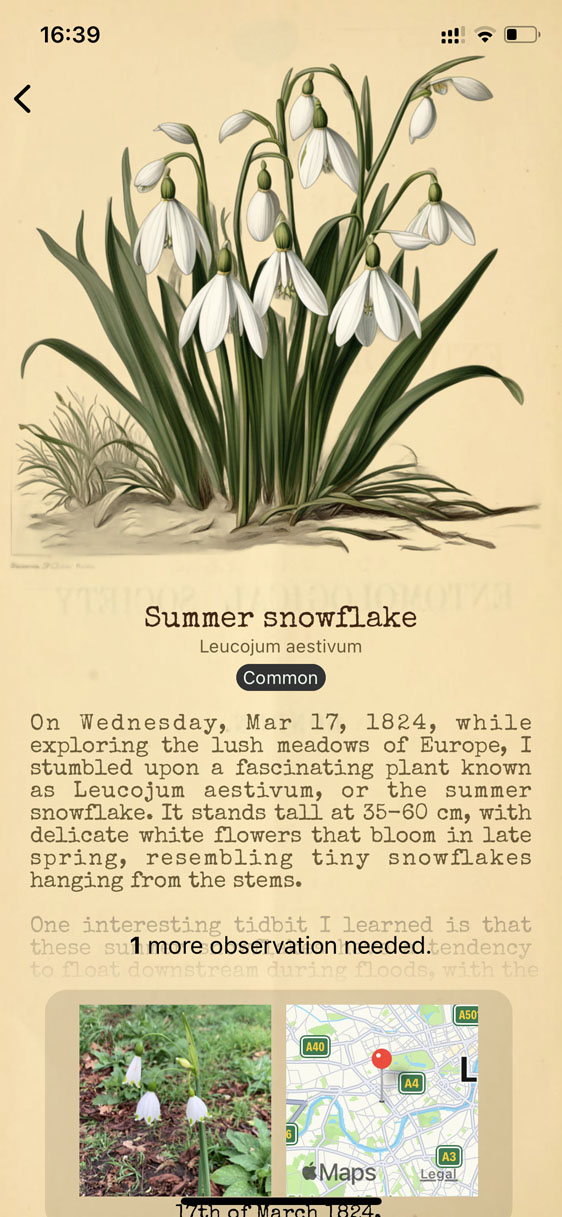 16:39
Summer snowflake
Leucojum aestivum
Common
On Wednesday, Mar 17, 1824, while
exploring the lush meadows of Europe, I
stumbled upon a fascinating plant known
as Leucojum aestivum, or the summer
snowflake. It stands tall at 35-60 cm, with
delicate white flowers that bloom in late
spring, resembling tiny snowflakes
hanging from the stems.
One interesting tidbit I learned is that
these tendency
1 more observation needed.
to float downstream during floods, with the
A50
A40
A4
L
6
A3
Maps
Legal
17th of March 1824.